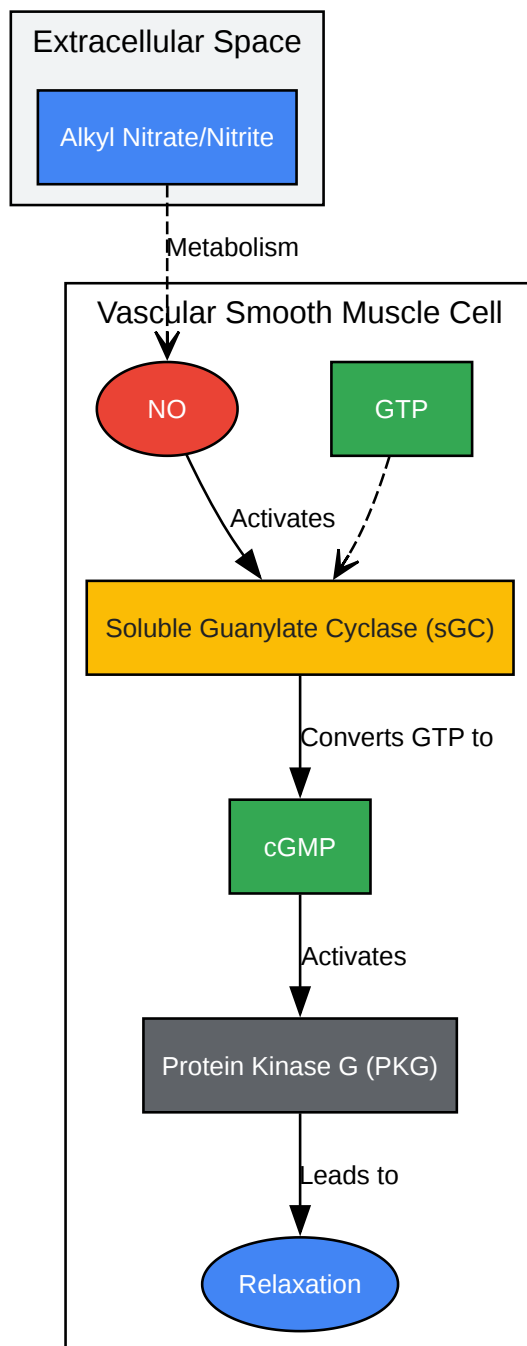 Extracellular Space
Alkyl Nitrate/Nitrite
Metabolism
Vascular Smooth Muscle Cell
NO
GTP
Activates
Soluble Guanylate Cyclase (sGC)
Converts GTP to
cGMP
Activates
Protein Kinase G (PKG)
Leads to
Relaxation